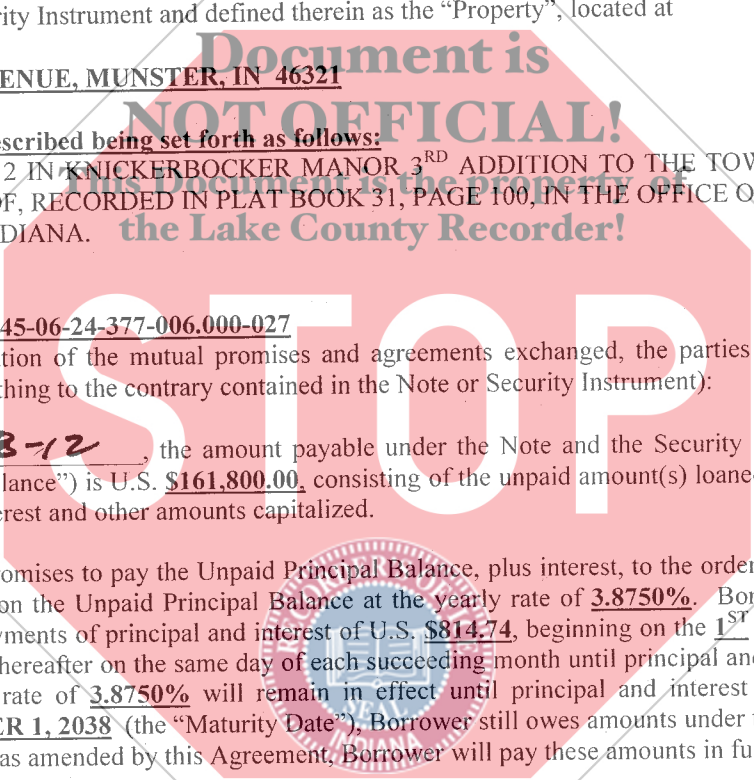 rity Instrument and defined therein as the “Property”, located at
Document is
ENUE, MUNSTER, IN 46321
NOT OFFICIAL!
escribed being set forth as follows:
2 IN KNICKERBOCKER MANOR 3RD ADDITION TO THE TOW
This Document is the property of
OF, RECORDED IN PLAT BOOK 31, PAGE 100, IN THE OFFICE O
DIANA.
the Lake County Recorder!
45-06-24-377-006.000-027
tion of the mutual promises and agreements exchanged, the parties
thing to the contrary contained in the Note or Security Instrument):
STOP
3-12, the amount payable under the Note and the Security
lance”) is U.S. $161,800.00, consisting of the unpaid amount(s) loane
erest and other amounts capitalized.
omises to pay the Unpaid Principal Balance, plus interest, to the order
on the Unpaid Principal Balance at the yearly rate of 3.8750%. Bor
yments of principal and interest of U.S. $814.74, beginning on the 1ST
hereafter on the same day of each succeeding month until principal an
rate of 3.8750% will remain in effect until principal and interest
SEAL
ER 1, 2038 (the “Maturity Date”), Borrower still owes amounts under
INDIANA
as amended by this Agreement, Borrower will pay these amounts in fu